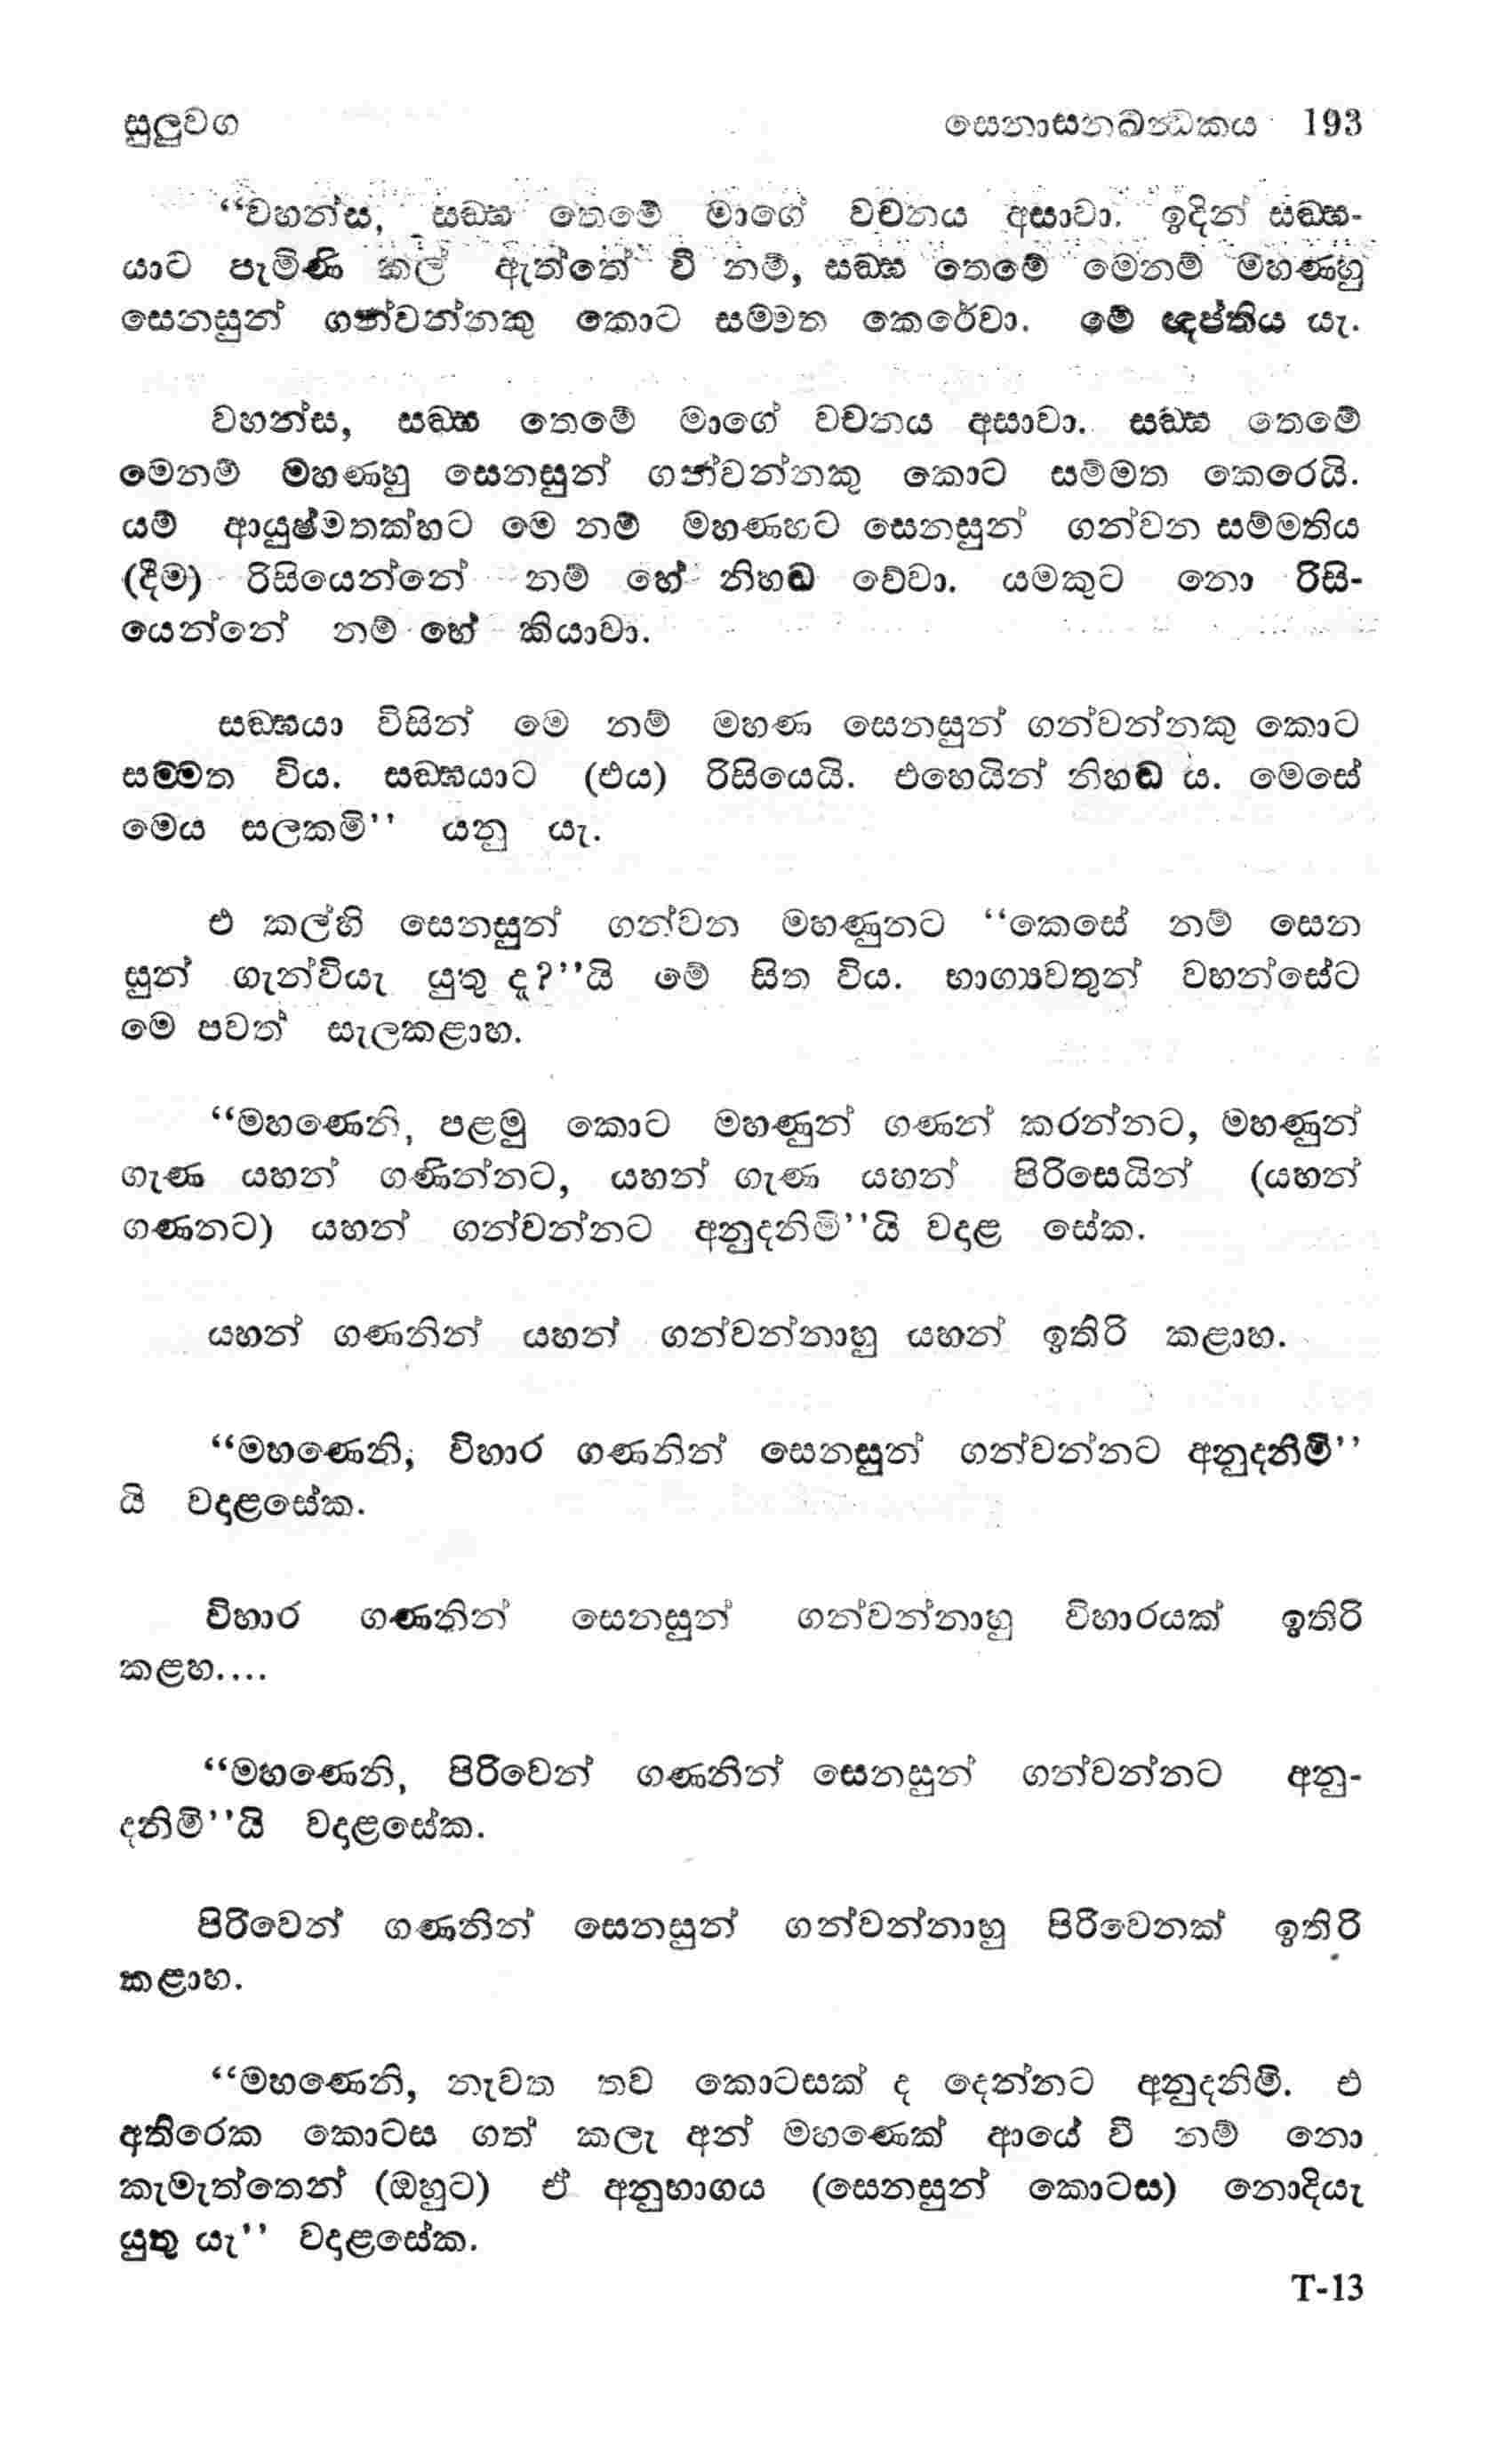 සුලුවග සෙනාසනඛන්ධකය 193
“වහන්ස, සඞ්ඝ තෙමේ මාගේ වචනය අසාවා. ඉදින් සඞ්ඝ-
යාට පැමිණි කල් ඇත්තේ වී නම්, සඞ්ඝ තෙමේ මෙනම් මහණහු
සෙනසුන් ගන්වන්නකු කොට සම්මත කෙරේවා. මේ ඥප්තිය යැ.
වහන්ස, සඞ්ඝ තෙමේ මාගේ වචනය අසාවා. සඞ්ඝ තෙමේ
මෙනම් මහණහු සෙනසුන් ගන්වන්නකු කොට සම්මත කෙරෙයි.
යම් ආයුෂ්මතක්හට මෙ නම් මහණහට සෙනසුන් ගන්වන සම්මතිය
(දීම) රිසියෙන්නේ නම් හේ නිහඬ වේවා. යමකුට නො රිසි-
යෙන්නේ නම් හේ කියාවා.
සඞ්ඝයා විසින් මෙ නම් මහණ සෙනසුන් ගන්වන්නකු කොට
සම්මත විය. සඞ්ඝයාට (එය) රිසියෙයි. එහෙයින් නිහඬ ය. මෙසේ
මෙය සලකමි’’ යනු යැ.
එ කල්හි සෙනසුන් ගන්වන මහණුනට “කෙසේ නම් සෙන
සුන් ගැන්වියැ යුතු ද?’’යි මේ සිත විය. භාග්‍යවතුන් වහන්සේට
මෙ පවත් සැලකළාහ.
“මහණෙනි, පළමු කොට මහණුන් ගණන් කරන්නට, මහණුන්
ගැණ යහන් ගණින්නට, යහන් ගැණ යහන් පිරිසෙයින් (යහන්
ගණනට) යහන් ගන්වන්නට අනුදනිමි’’යි වදාළ සේක.
යහන් ගණනින් යහන් ගන්වන්නාහු යහන් ඉතිරි කළාහ.
“මහණෙනි, විහාර ගණනින් සෙනසුන් ගන්වන්නට අනුදනිමි’’
යි වදාළසේක.
විහාර ගණනින් සෙනසුන් ගන්වන්නාහු විහාරයක් ඉතිරි
කළහ....
“මහණෙනි, පිරිවෙන් ගණනින් සෙනසුන් ගන්වන්නට අනු-
දනිමි’’යි වදාළසේක.
පිරිවෙන් ගණනින් සෙනසුන් ගන්වන්නාහු පිරිවෙනක් ඉතිරි
කළාහ.
“මහණෙනි, නැවත තව කොටසක් ද දෙන්නට අනුදනිමි. එ
අතිරෙක කොටස ගත් කලැ අන් මහණෙක් ආයේ වී නම් නො
කැමැත්තෙන් (ඔහුට) ඒ අනුභාගය (සෙනසුන් කොටස) නොදියැ
යුතු යැ’’ වදාළසේක.
T-13